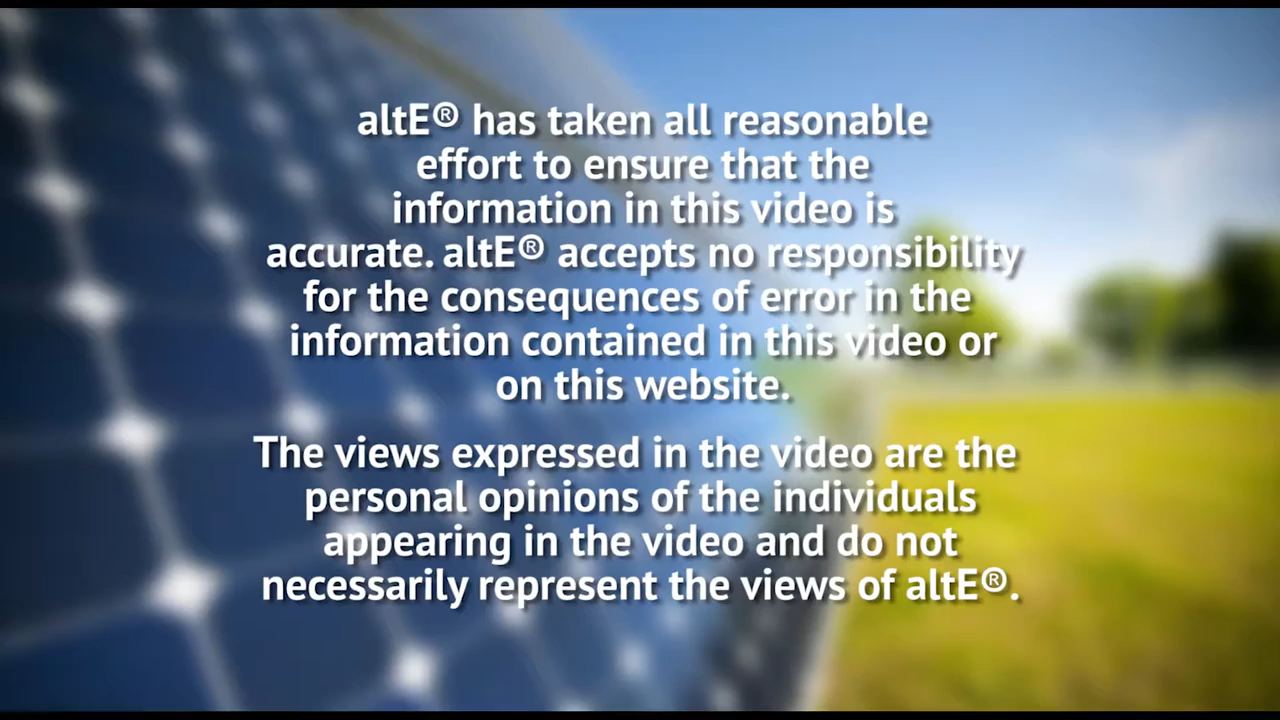 altE® has taken all reasonable
effort to ensure that the
information in this video is
accurate. altE® accepts no responsibility
for the consequences of error in the
information contained in this video or
on this website.
The views expressed in the video are the
personal opinions of the individuals
appearing in the video and do not
necessarily represent the views of altE®.